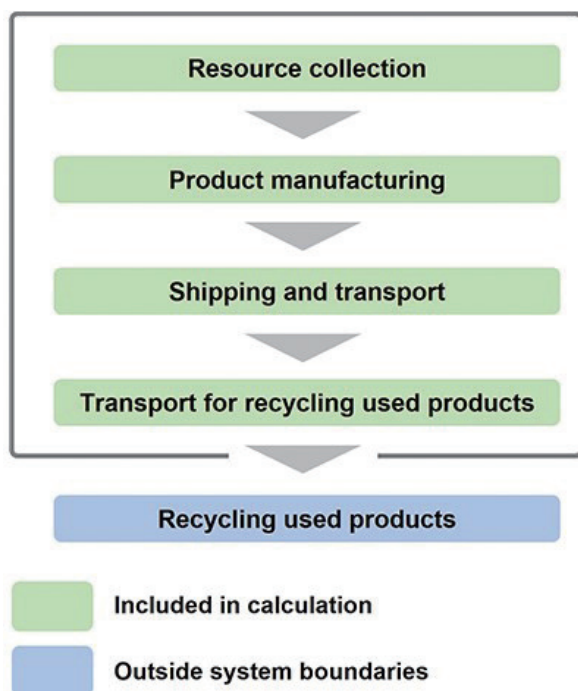 Resource collection
Product manufacturing
Shipping and transport
Transport for recycling used products
Recycling used products
Included in calculation
Outside system boundaries